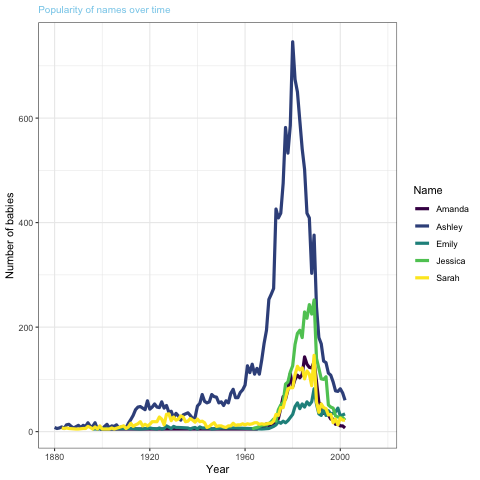 Popularity of names over time
Number of babies
600
400
200
0
1880
1920
1960
2000
Year
Name
Amanda
Ashley
Emily
Jessica
Sarah